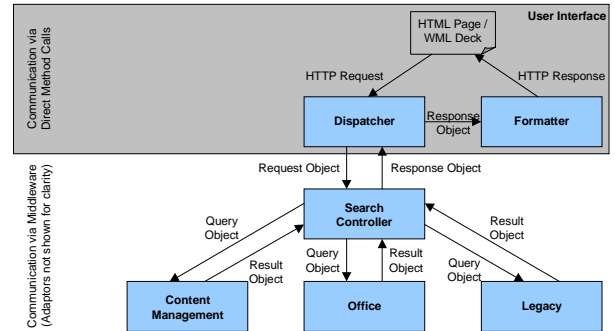 User Interface
HTML Page /
WML Deck
Communication via
Direct Method Calls
HTTP Request
HTTP Response
Dispatcher
Response
Object
Formatter
Request Object
Response Object
Communication via Middleware
(Adaptors not shown for clarity)
Search
Controller
Query
Object
Result
Object
Query
Object
Result
Object
Result
Object
Query
Object
Content
Management
Office
Legacy